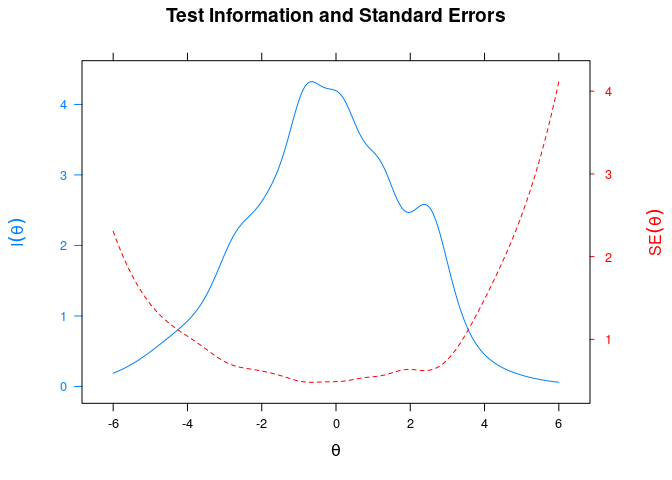 Test Information and Standard Errors
I(θ)
4
3
2
1
0
4
3
2
1
SE(θ)
-6 -4 -2 0 2 4 6
θ